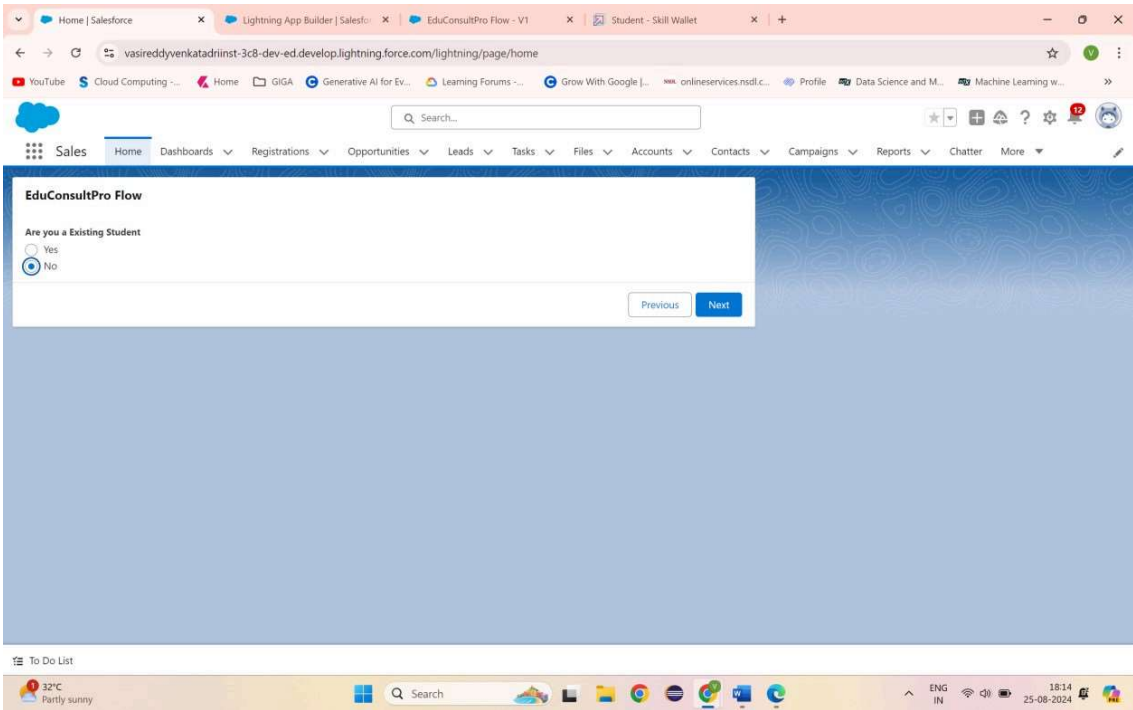 Home | Salesforce
Lightning App Builder | Salesfor
EduConsultPro Flow - V1
Student - Skill Wallet
vasireddyvenkatadriinst-3c8-dev-ed.develop.lightning.force.com/lightning/page/home
V
YouTube
Cloud Computing -...
Home
GIGA
Generative AI for Ev...
Learning Forums -...
Grow With Google |...
onlineservices.nsdl.c...
Profile
Data Science and M...
Machine Learning w...
Search...
12
Sales
Home
Dashboards
Registrations
Opportunities
Leads
Tasks
Files
Accounts
Contacts
Campaigns
Reports
Chatter
More
EduConsultPro Flow
Are you a Existing Student
Yes
No
Previous
Next
To Do List
1
32°C
Partly sunny
Search
ENG
IN
18:14
25-08-2024